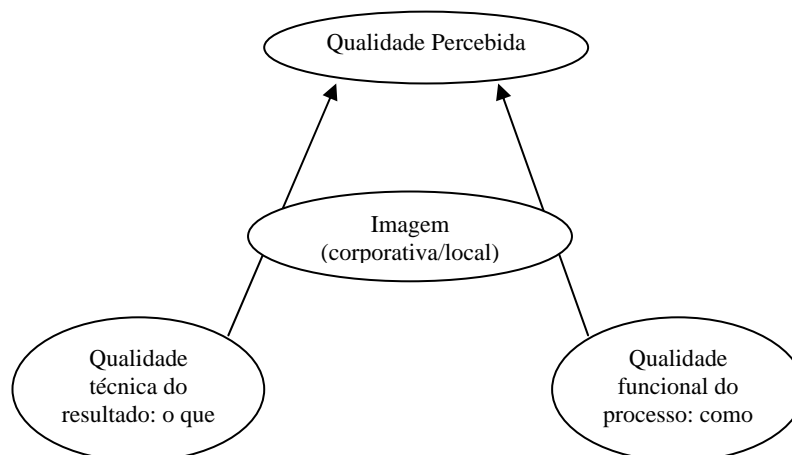 Qualidade Percebida
Imagem
(corporativa/local)
Qualidade
técnica do
resultado: o que
Qualidade
funcional do
processo: como